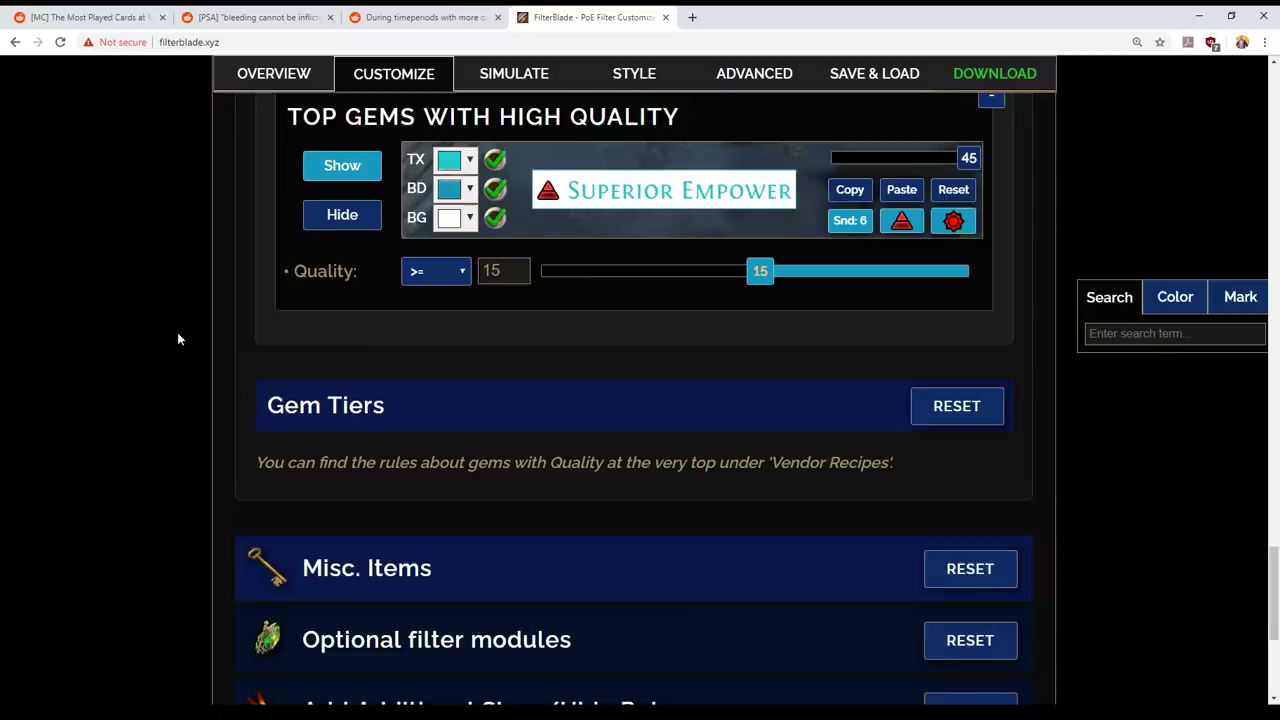 [MC] The Most Played Cards at M
[PSA] "bleeding cannot be inflict
During timeperiods with more o
FilterBlade - PoE Filter Customize
Not secure
filterblade.xyz
OVERVIEW
CUSTOMIZE
SIMULATE
STYLE
ADVANCED
SAVE & LOAD
DOWNLOAD
TOP GEMS WITH HIGH QUALITY
Show
Hide
TX
BD
BG
Superior Empower
45
Copy
Paste
Reset
Snd: 6
• Quality:
>=
15
15
Search
Color
Mark
Enter search term...
Gem Tiers
RESET
You can find the rules about gems with Quality at the very top under 'Vendor Recipes'.
Misc. Items
RESET
Optional filter modules
RESET